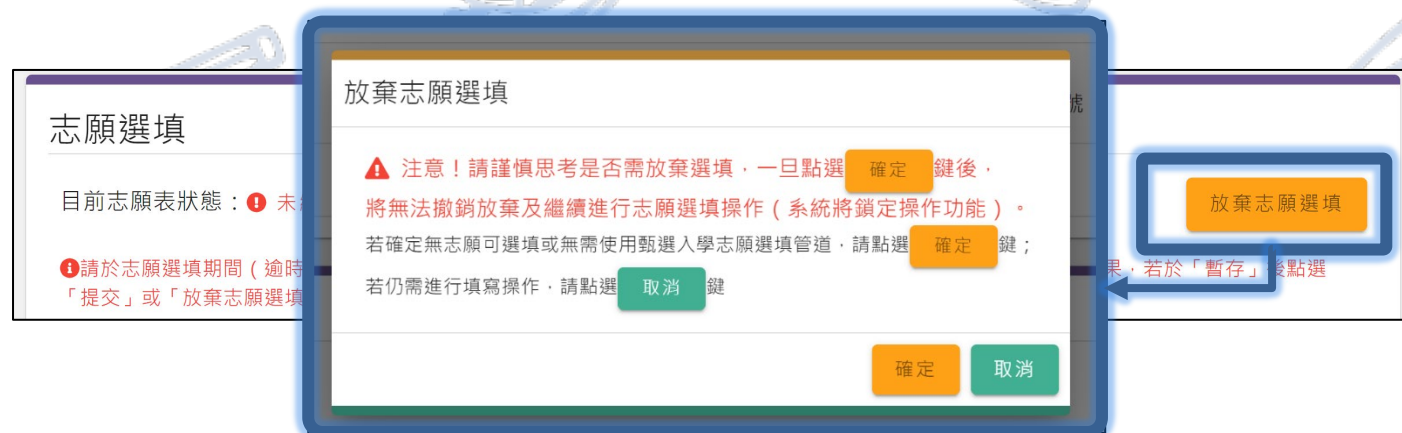 放棄志願選填
號
志願選填
⚠ 注意！請謹慎思考是否需放棄選填，一旦點選 確定 鍵後，
目前志願表狀態：未
放棄志願選填
將無法撤銷放棄及繼續進行志願選填操作（系統將鎖定操作功能）。
若確定無志願可選填或無需使用甄選入學志願選填管道，請點選 確定 鍵；
請於志願選填期間（逾時
果，若於「暫存」後點選
若仍需進行填寫操作，請點選 取消 鍵
「提交」或「放棄志願選填
確定 取消